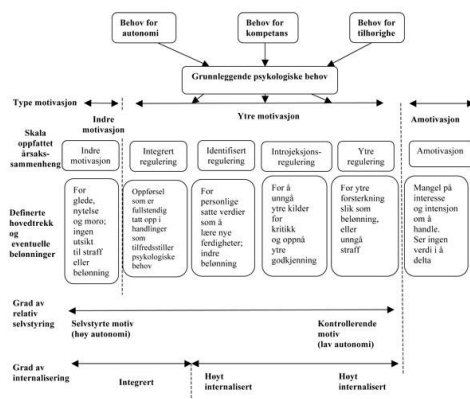 Behov for
autonomi
Behov for
kompetans
Behov for
tilhørighe
Grunnleggende psykologiske behov
Type motivasjon
Indre
motivasjon
Ytre motivasjon
Amotivasjon
Skala
oppfattet
årsaks-
sammenheng
Indre
motivasjon
Integrert
regulering
Identifisert
regulering
Introjeksjons-
regulering
Ytre
regulering
Amotivasjon
Definerte
hovedtrekk
og
eventuelle
belønninger
For
glede,
nytelse
og moro;
ingen
utsikt
til straff
eller
belønning
Oppførsel
som er
fullstendig
tatt opp i
handlinger
som
tilfredsstiller
psykologiske
behov
For
personlige
satte verdier
som å
lære nye
ferdigheter;
indre
belønning
For å
unngå
ytre kilder
for
kritikk
og oppnå
ytre
godkjenning
For ytre
forsterkning
slik som
belønning,
eller
unngå
straff
Mangel på
interesse
og intensjon
om å
handle.
Ser ingen
verdi i å
delta
Grad av
relativ
selvstyring
Selvstyrte motiv
(høy autonomi)
Kontrollerende
motiv
(lav autonomi)
Grad av
internalisering
Integrert
Høyt
internalisert
Høyt
internalisert